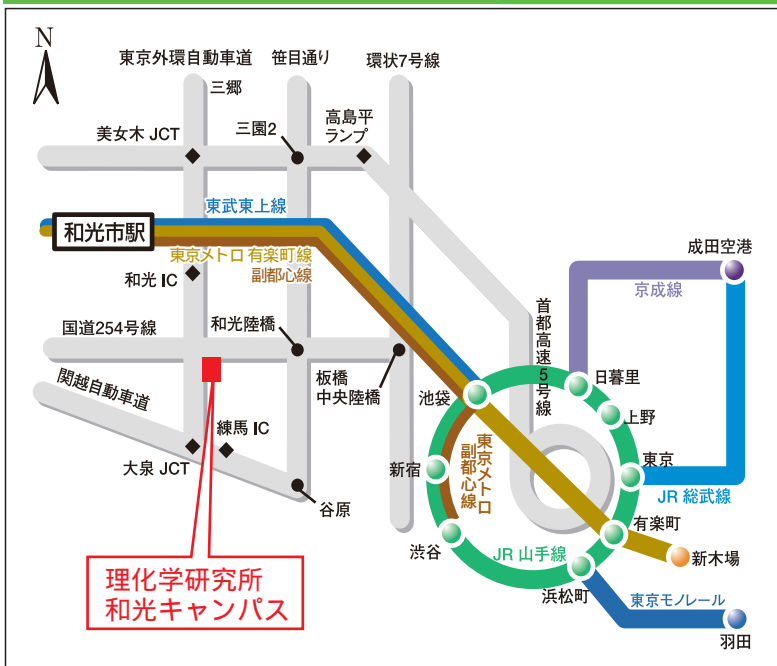 N
東京外環自動車道
笹目通り
環状7号線
三郷
美女木 JCT
三園2
高島平
ランプ
東武東上線
和光市駅
東京メトロ 有楽町線
副都心線
和光 IC
成田空港
京成線
首都高速5号線
国道254号線
和光陸橋
板橋
中央陸橋
池袋
日暮里
関越自動車道
上野
練馬 IC
大泉 JCT
東京メトロ
副都心線
新宿
東京
JR 総武線
谷原
有楽町
渋谷
JR 山手線
新木場
浜松町
理化学研究所
和光キャンパス
東京モノレール
羽田